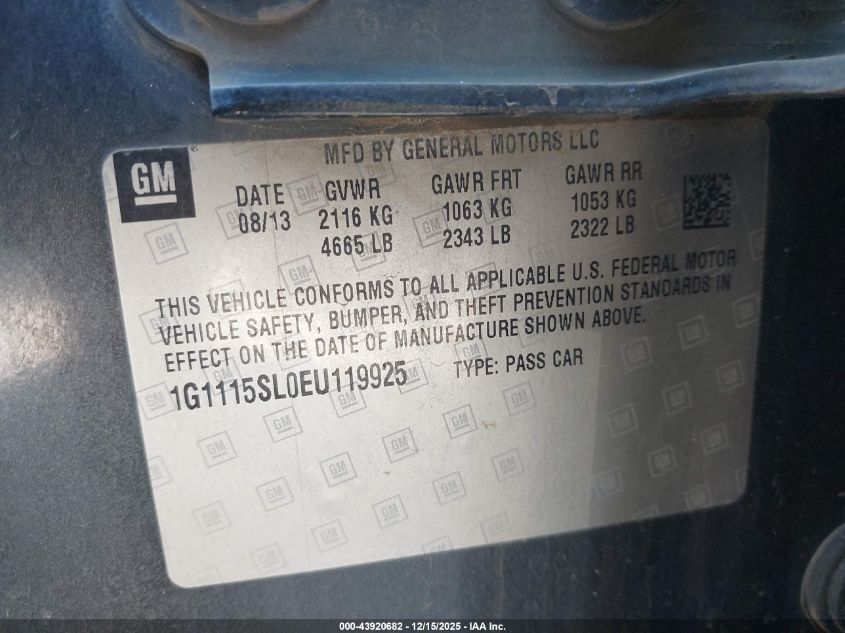 MFD BY GENERAL MOTORS LLC
GM
DATE GVWR GAWR FRT GAWR RR
08/13 2116 KG 1063 KG 1053 KG
4665 LB 2343 LB 2322 LB
THIS VEHICLE CONFORMS TO ALL APPLICABLE U.S. FEDERAL MOTOR
VEHICLE SAFETY, BUMPER, AND THEFT PREVENTION STANDARDS IN
EFFECT ON THE DATE OF MANUFACTURE SHOWN ABOVE.
1G1115SL0EU119925 TYPE: PASS CAR
000-43920682 - 12/15/2025 - IAA Inc.